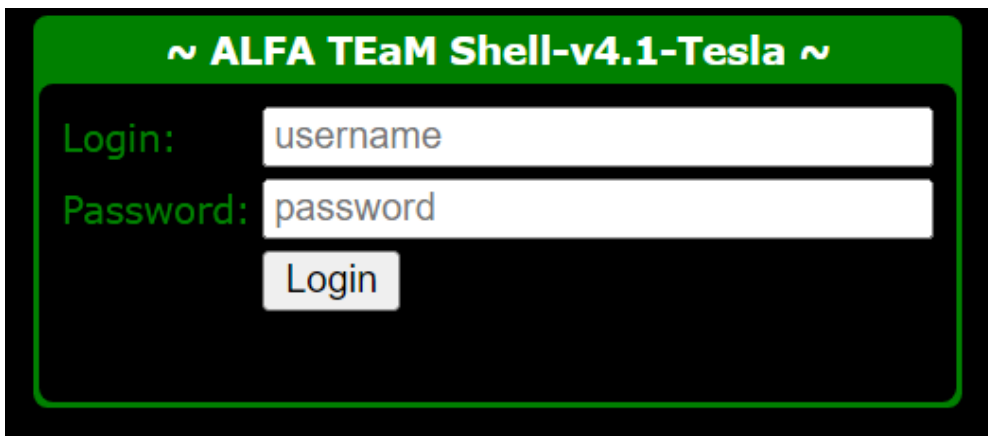 ~ ALFA TEaM Shell-v4.1-Tesla ~
Login: username
Password: password
Login